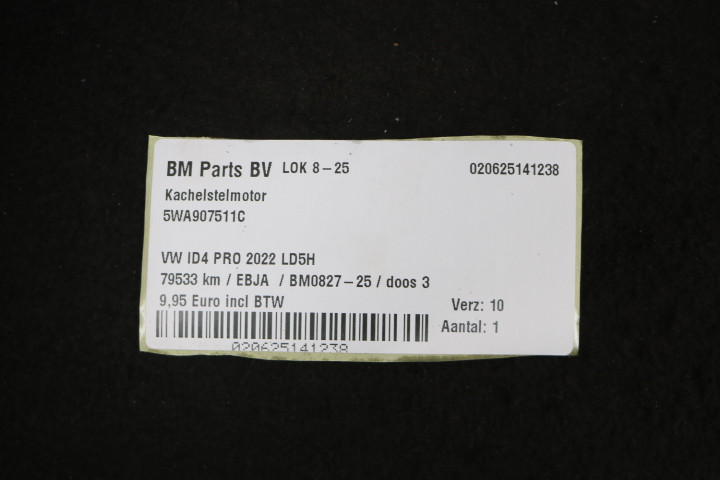 BM Parts BV LOK 8-25 020625141238
Kachelstelmotor
5WA907511C
VW ID4 PRO 2022 LD5H
79533 km / EBJA / BM0827-25 / doos 3
9,95 Euro incl BTW Verz: 10
Aantal: 1
020625141238